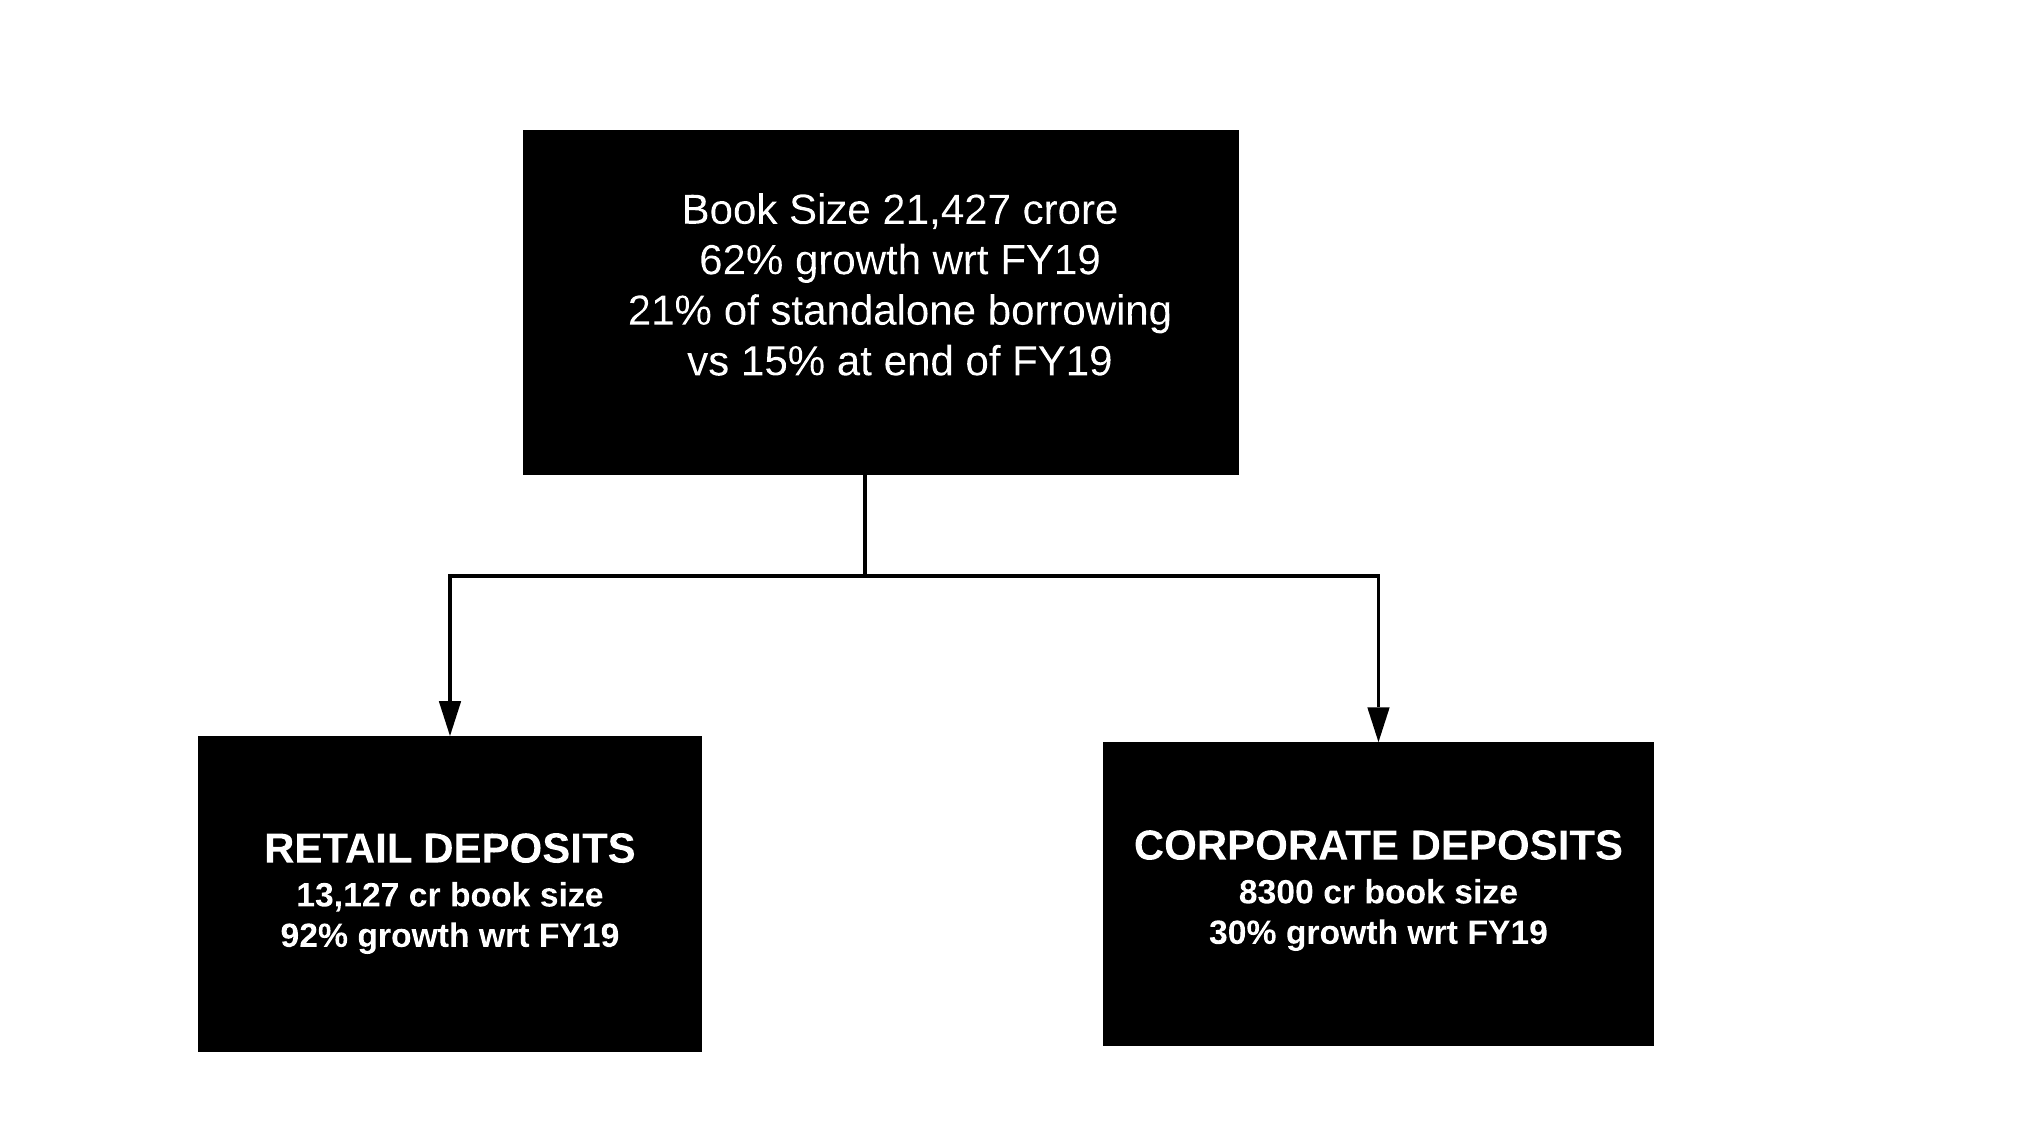 Book Size 21,427 crore
62% growth wrt FY19
21% of standalone borrowing
vs 15% at end of FY19
RETAIL DEPOSITS
13,127 cr book size
92% growth wrt FY19
CORPORATE DEPOSITS
8300 cr book size
30% growth wrt FY19